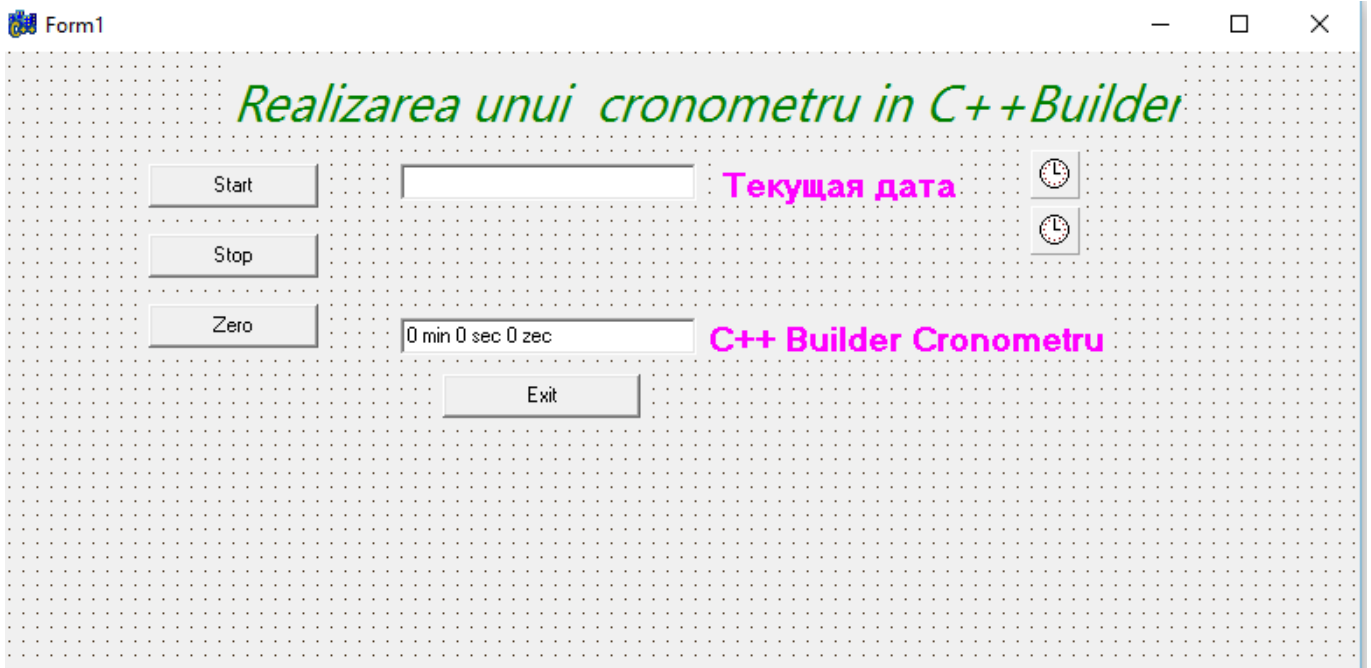 Form1
Realizarea unui  cronometru in C++Builder
Start
Текущая дата
Stop
Zero
0 min 0 sec 0 zec
C++ Builder Cronometru
Exit